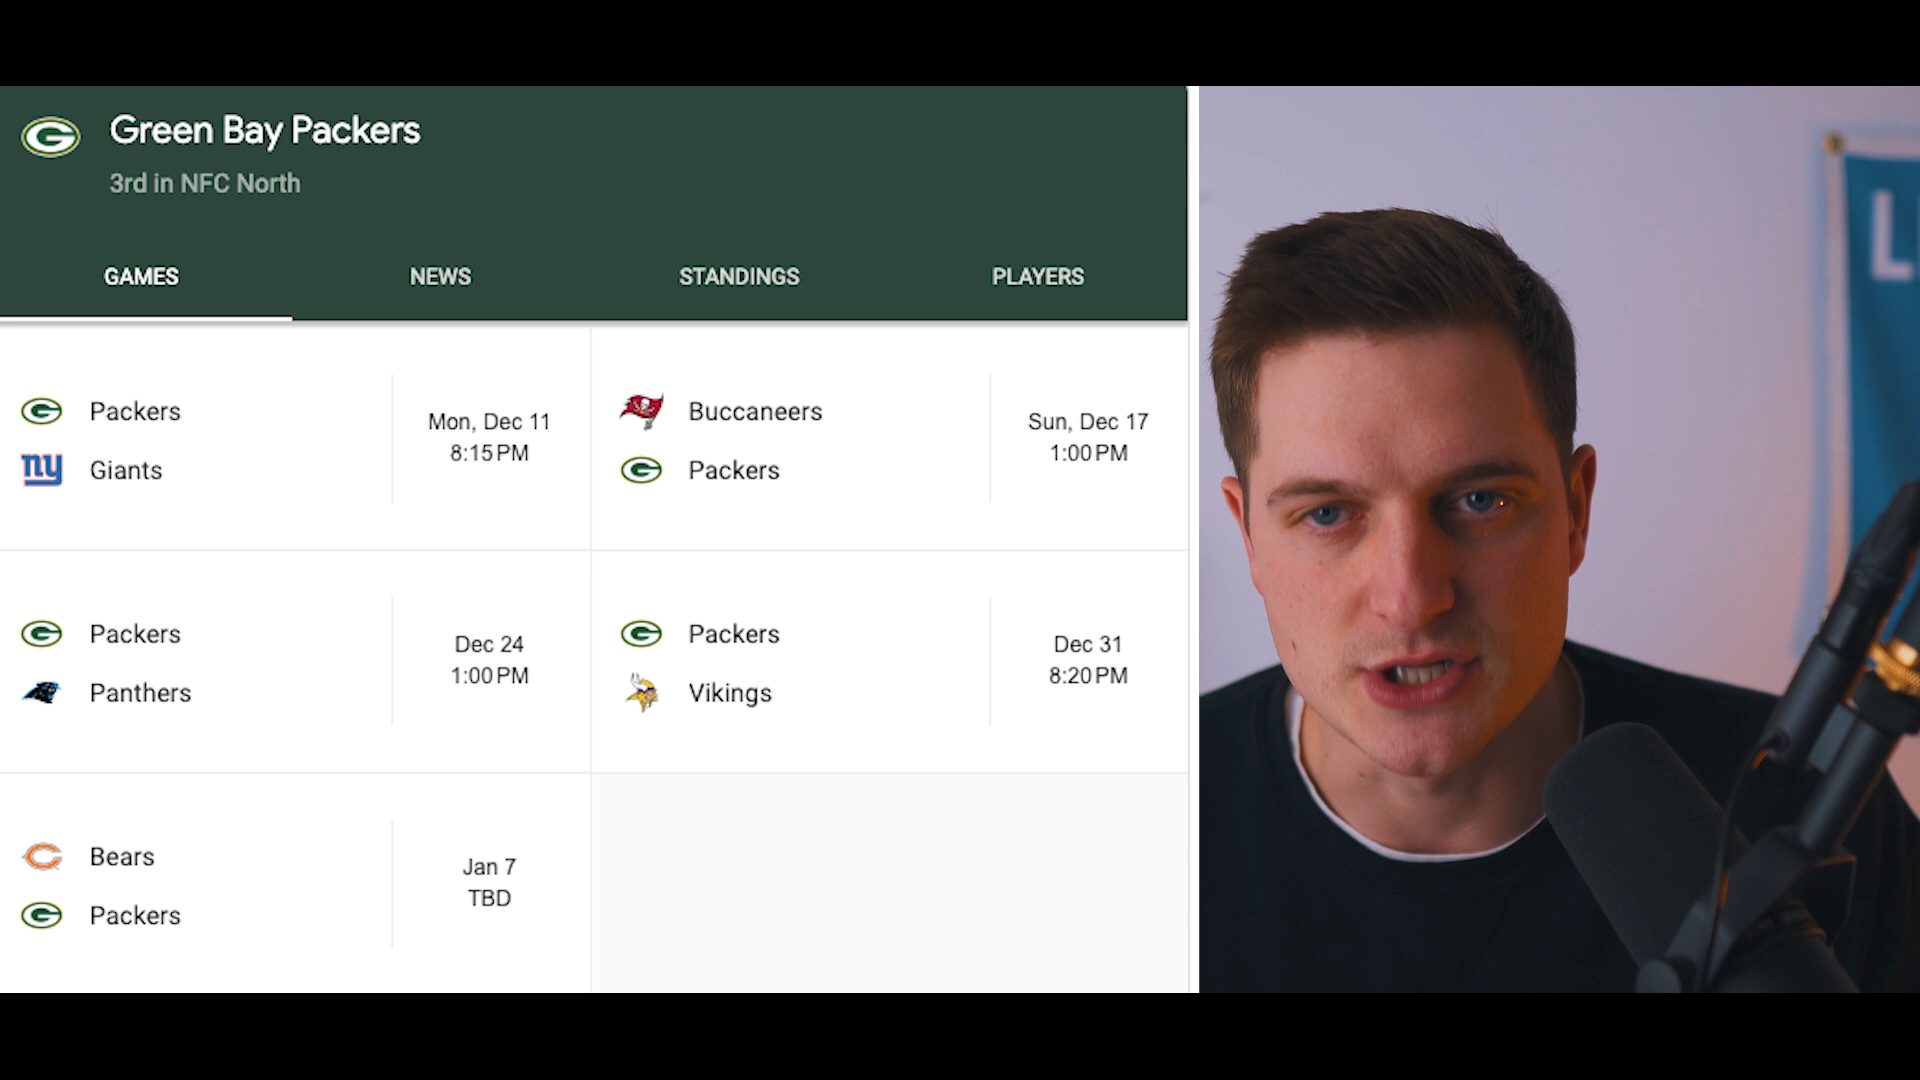 Green Bay Packers
3rd in NFC North
GAMES NEWS STANDINGS PLAYERS
Packers
Giants
Mon, Dec 11
8:15 PM
Buccaneers
Packers
Sun, Dec 17
1:00 PM
Packers
Panthers
Dec 24
1:00 PM
Packers
Vikings
Dec 31
8:20 PM
Bears
Packers
Jan 7
TBD
G
ny
L